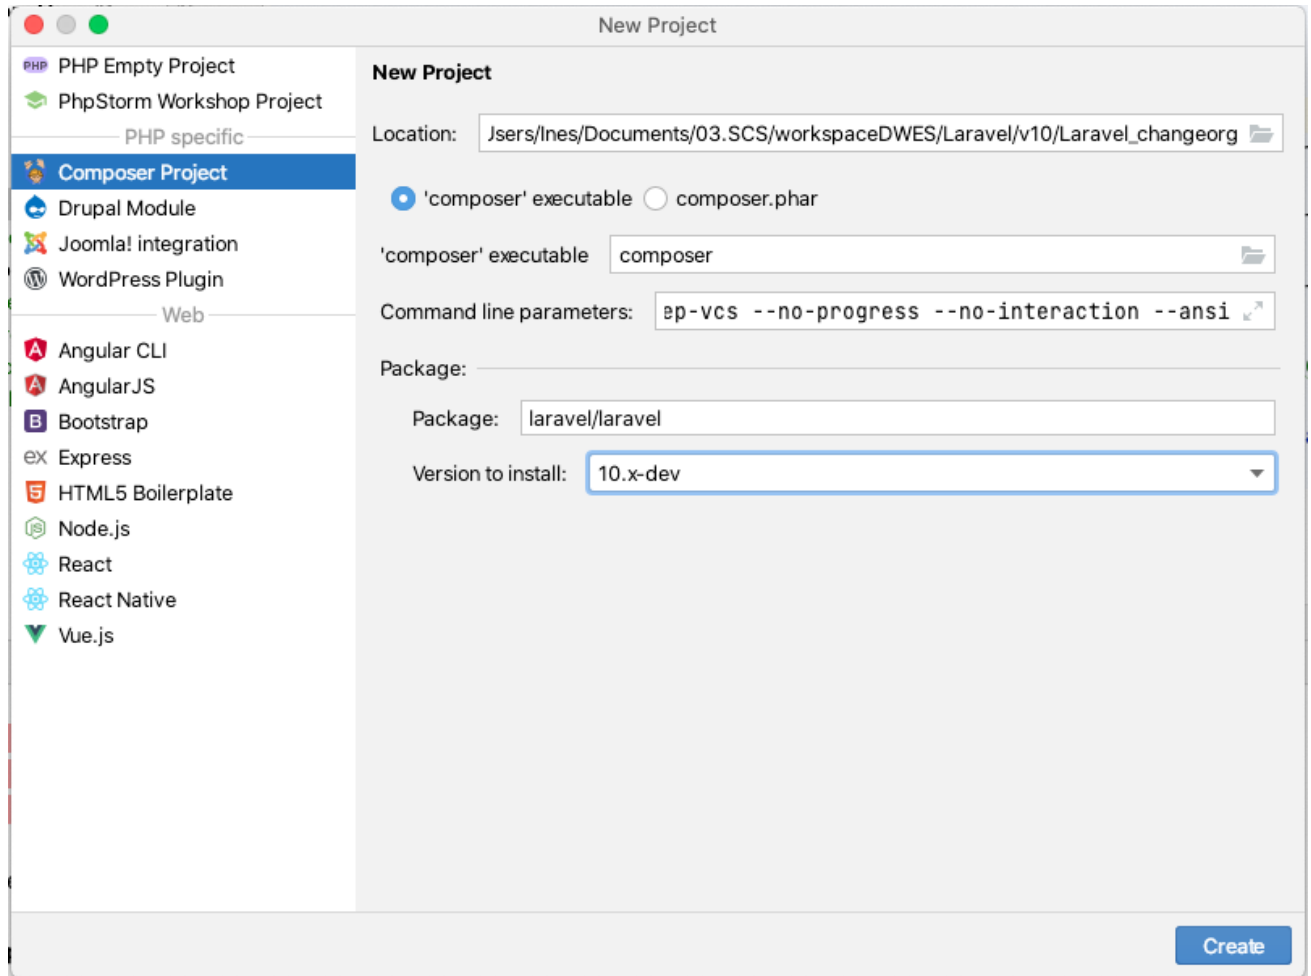 New Project
PHP PHP Empty Project
PhpStorm Workshop Project
PHP specific
Composer Project
Drupal Module
Joomla! integration
WordPress Plugin
Web
Angular CLI
AngularJS
B Bootstrap
ex Express
HTML5 Boilerplate
Node.js
React
React Native
Vue.js
New Project
Location: Jsers/Ines/Documents/03.SCS/workspaceDWES/Laravel/v10/Laravel_changeorg
'composer' executable composer.phar
'composer' executable composer
Command line parameters: ep-vcs --no-progress --no-interaction --ansi
Package:
Package: laravel/laravel
Version to install: 10.x-dev
Create